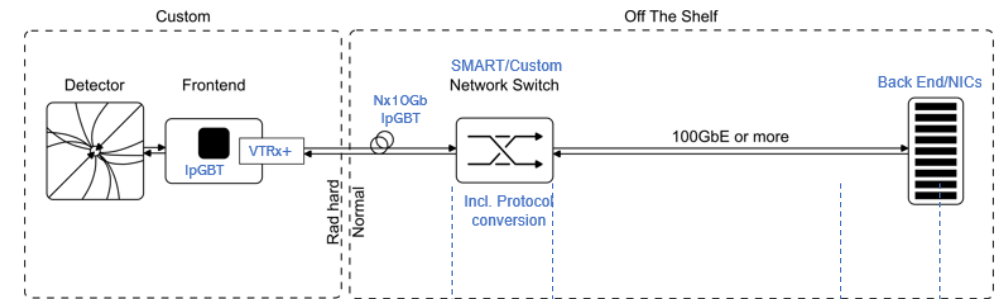 Custom
Off The Shelf
Detector
Frontend
SMART/Custom
Network Switch
Back End/NICs
Nx10Gb
lpGBT
VTRx+
lpGBT
100GbE or more
Rad hard
Normal
Incl. Protocol
conversion